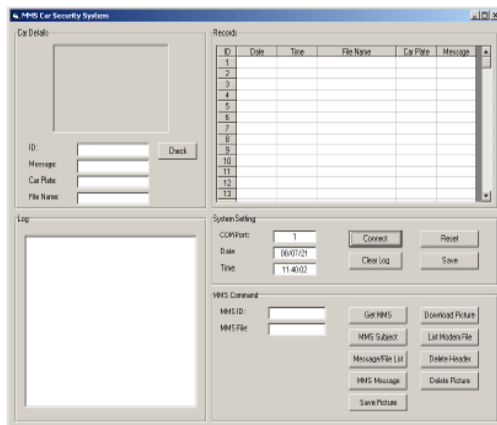 MMS Car Security System
Car Details
ID:
Message:
Car Plate:
File Name:
Check
Records
ID Date Time File Name Car Plate Message
1
2
3
4
5
6
7
8
9
10
11
12
13
Log
System Setting
COM Port: 1
Date: 08/07/21
Time: 11:40:02
Connect
Reset
Clear Log
Save
MMS Command
MMS ID:
MMS File:
Get MMS
Download Picture
MMS Subject
List Modem File
Message/File List
Delete Header
MMS Message
Delete Picture
Save Picture